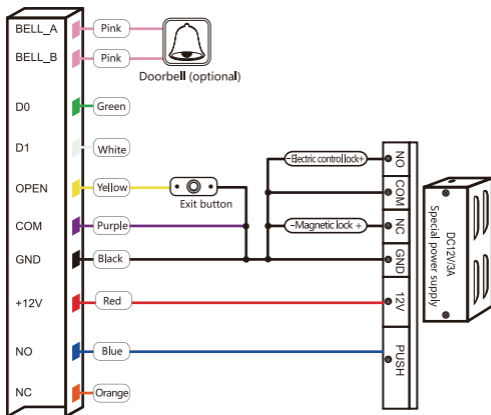 BELL_A
Pink
BELL_B
Pink
Doorbell (optional)
D0
Green
D1
White
OPEN
Yellow
Exit button
COM
Purple
GND
Black
+12V
Red
NO
Blue
NC
Orange
-Electric control lock+
-Magnetic lock +
NO
COM
NC
GND
12V
PUSH
DC12V/3A
Special power supply